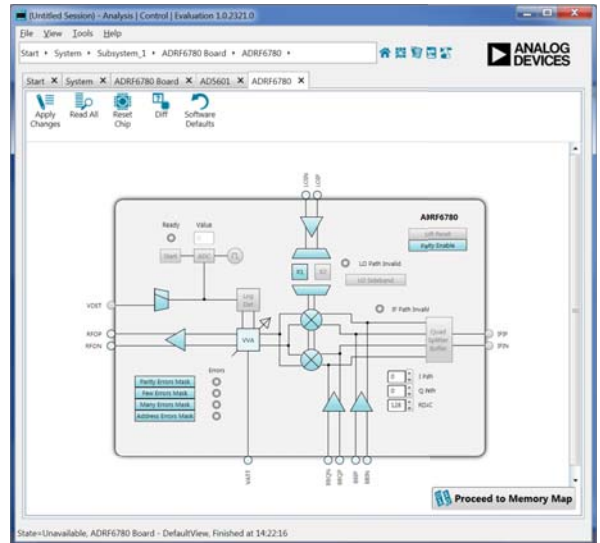 (Untitled Session) - Analysis | Control | Evaluation 1.0.2321.0
File View Tools Help
Start System Subsystem_1 ADRF6780 Board ADRF6780
ANALOG DEVICES
Start System ADRF6780 Board AD5601 ADRF6780
Apply Changes Read All Reset Chip Diff Software Defaults
LOIN LOIP
ADRF6780
Ready Value
Soft Reset
Parity Enable
Start ADC
LO Path Invalid
X1 X2
LO Sideband
VDET
Log Det
IF Path Invalid
RFOP
RFON
VVA
Quad Splitter Buffer
IFIP
IFIN
Errors
Parity Errors Mask
Few Errors Mask
Many Errors Mask
Address Errors Mask
0 I Path
0 Q Path
128 RDAC
VATT
BBQN BBQP BBIP BBIN
Proceed to Memory Map
State=Unavailable, ADRF6780 Board - DefaultView, Finished at 14:22:16